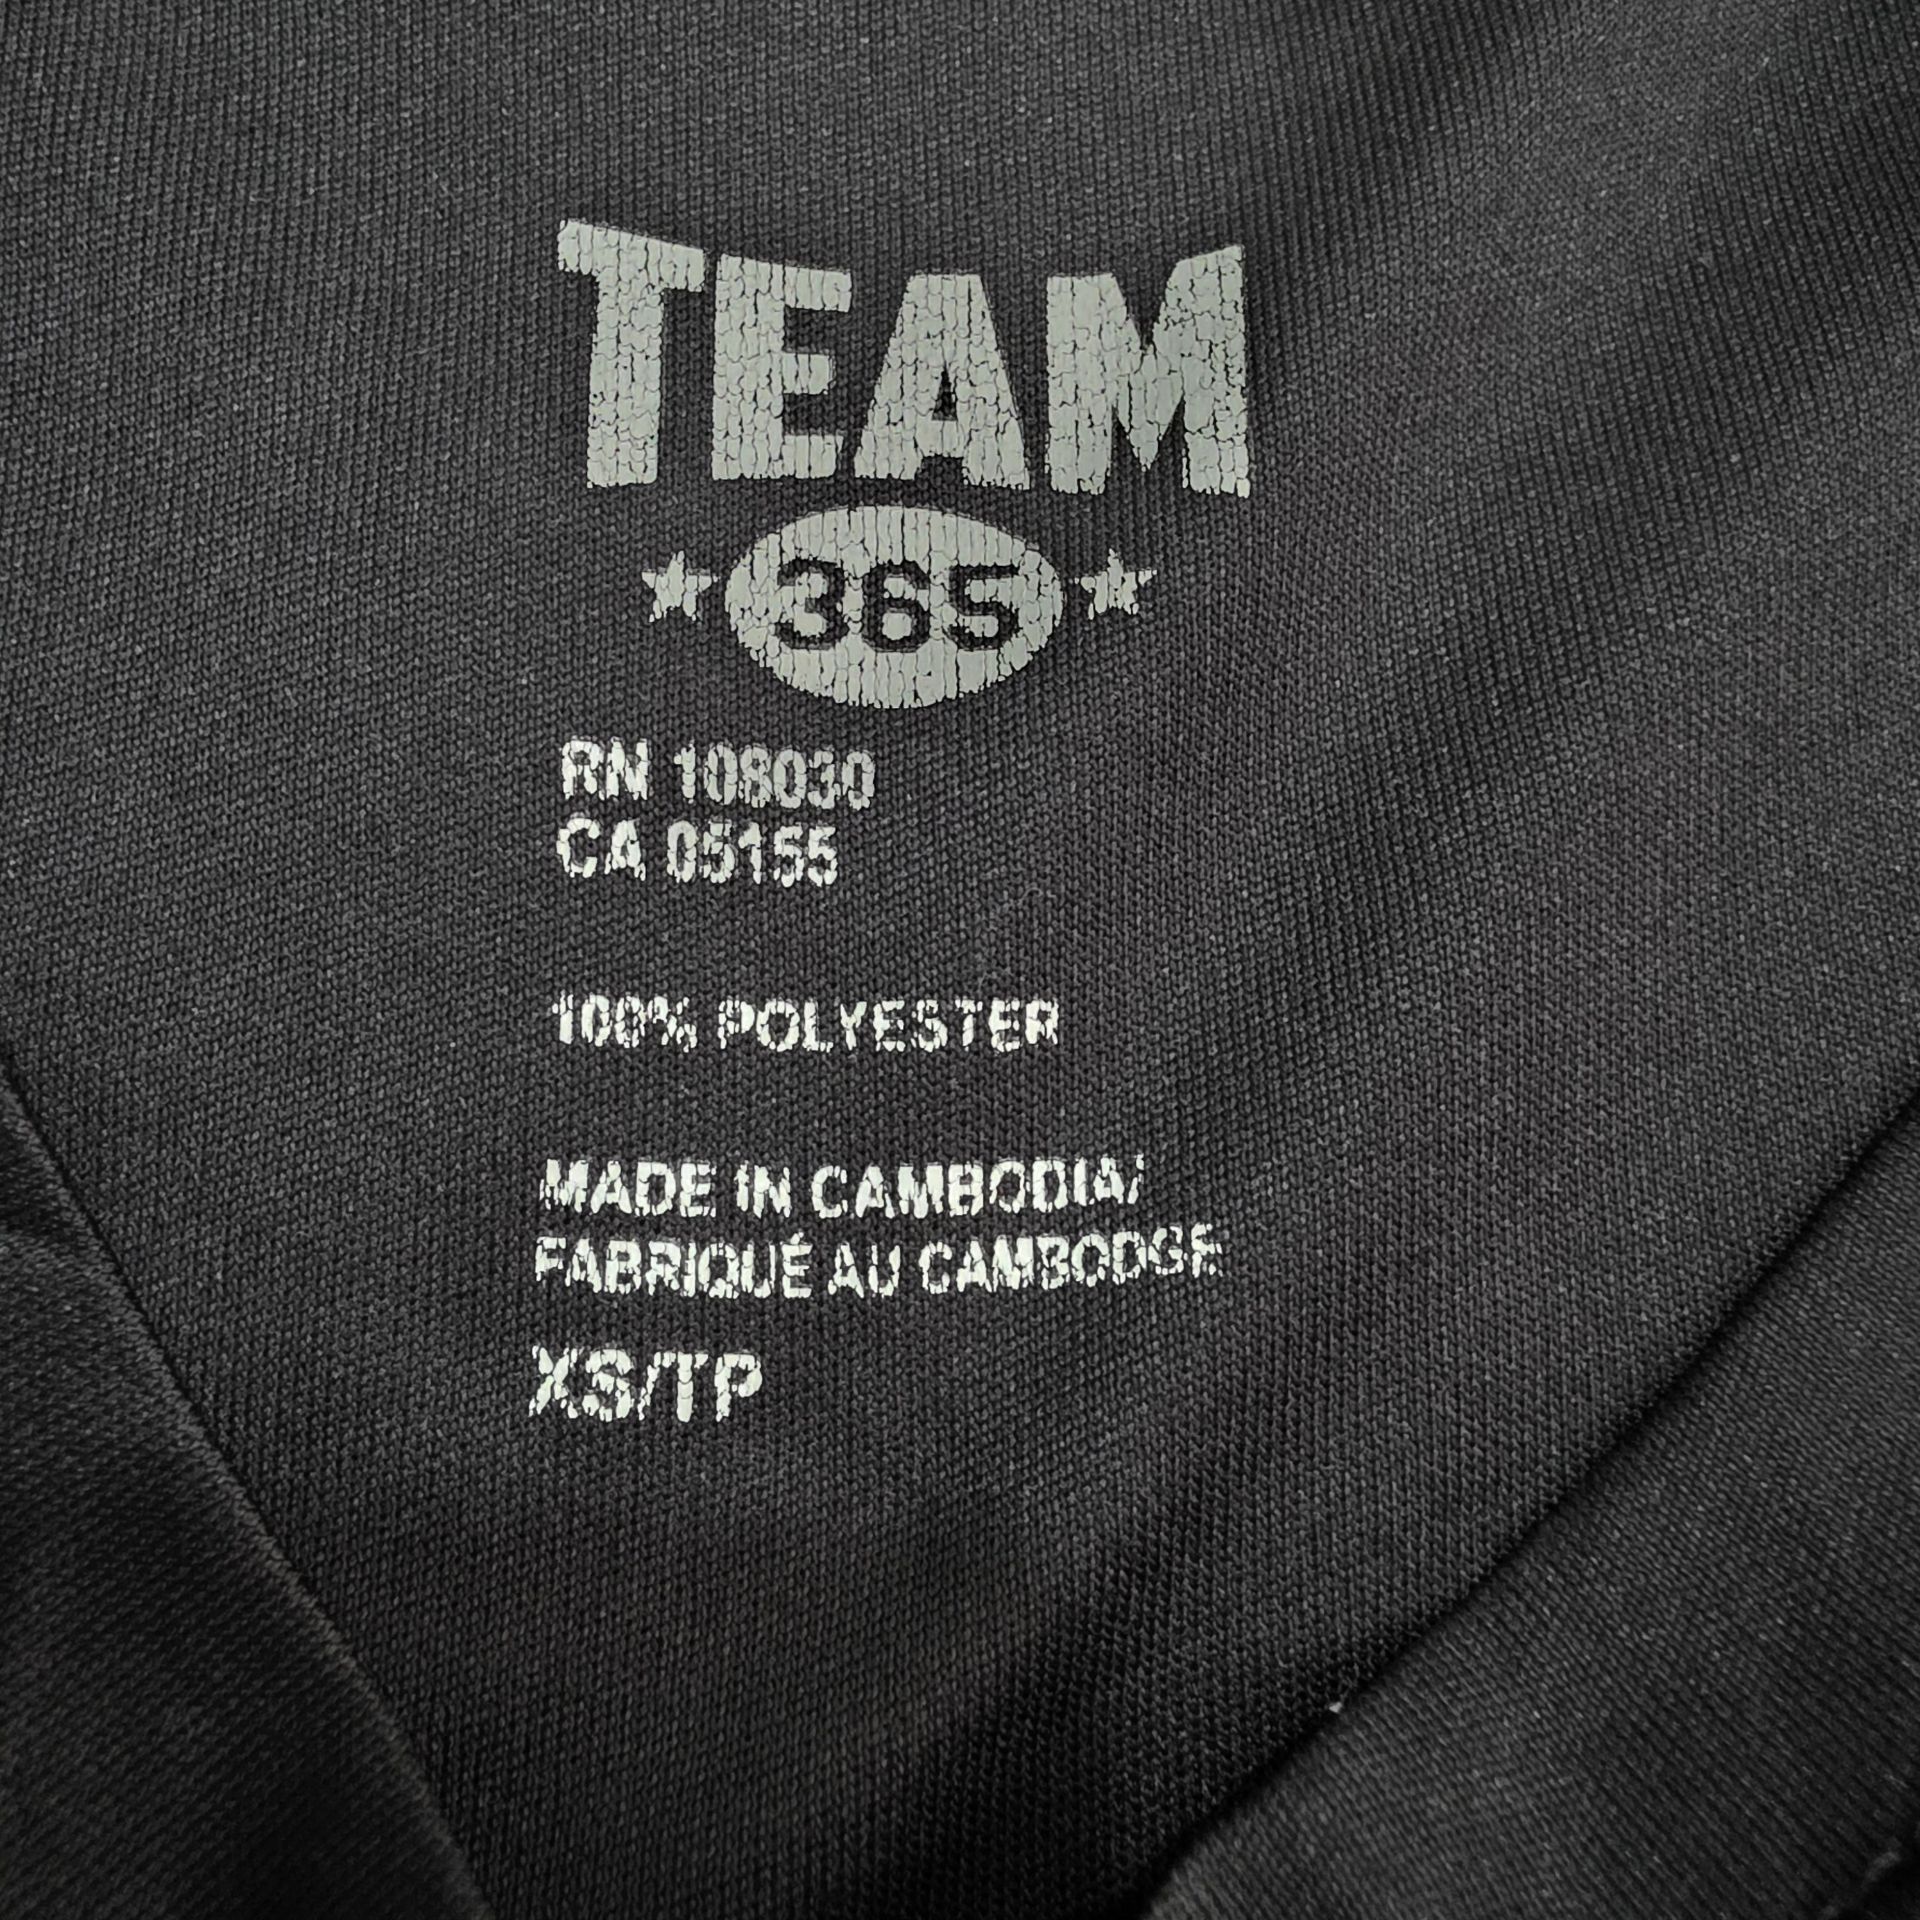 TEAM
365
RN 108030
CA 05155
100% POLYESTER
MADE IN CAMBODIA/
FABRIQUÉ AU CAMBODGE
XS/TP